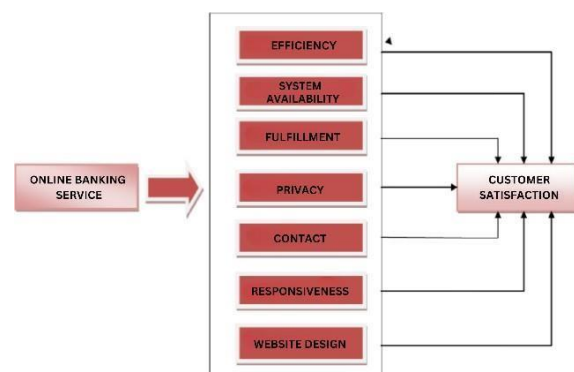 EFFICIENCY
SYSTEM
AVAILABILITY
FULFILLMENT
ONLINE BANKING
SERVICE
PRIVACY
CUSTOMER
SATISFACTION
CONTACT
RESPONSIVENESS
WEBSITE DESIGN